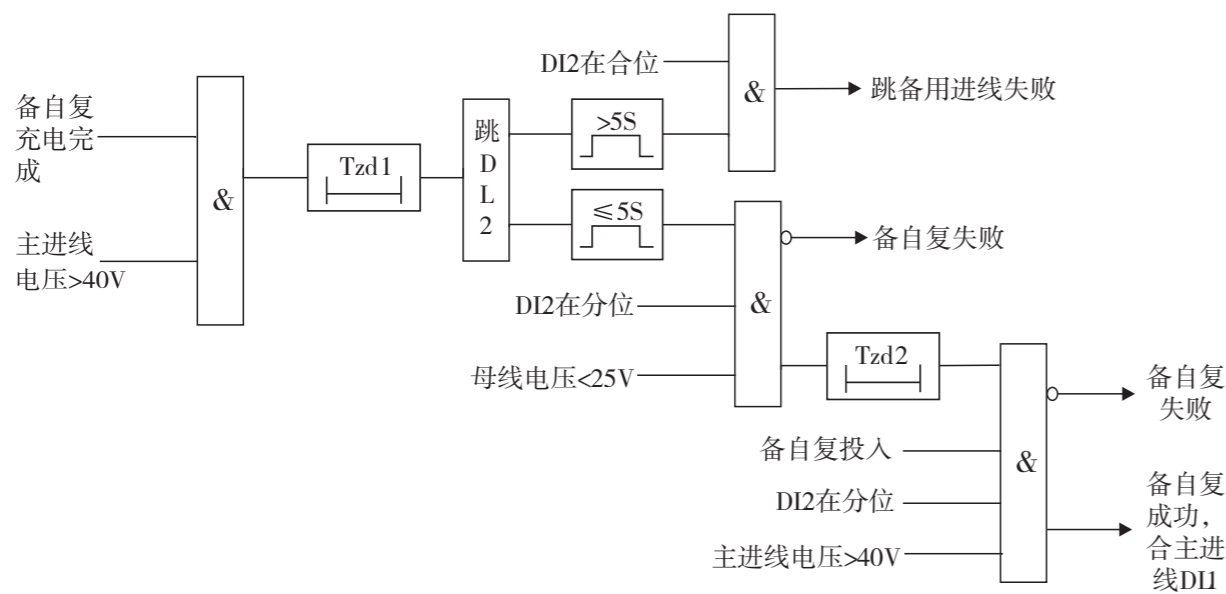 DI2在合位
&
跳备用进线失败
备自复
充电完
成
&
主进线
电压>40V
Tzd1
跳
D
L
2
>5S
≤5S
&
备自复失败
DI2在分位
母线电压<25V
Tzd2
备自复
失败
备自复投入
&
DI2在分位
主进线电压>40V
备自复
成功，
合主进
线DI1